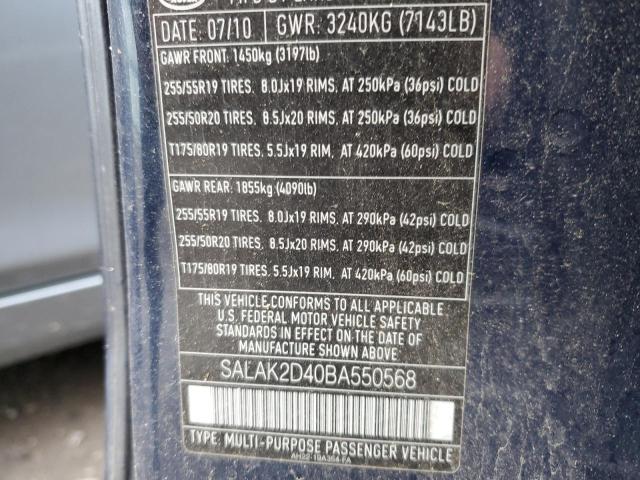 DATE: 07/10 GWR: 3240KG (7143LB)
GAWR FRONT: 1450kg (3197lb)
255/55R19 TIRES. 8.0Jx19 RIMS, AT 250kPa (36psi) COLD
255/50R20 TIRES. 8.5Jx20 RIMS, AT 250kPa (36psi) COLD
T175/80R19 TIRES. 5.5Jx19 RIM, AT 420kPa (60psi) COLD
GAWR REAR: 1855kg (4090lb)
255/55R19 TIRES. 8.0Jx19 RIMS. AT 290kPa (42psi) COLD
255/50R20 TIRES. 8.5Jx20 RIMS, AT 290kPa (42psi) COLD
T175/80R19 TIRES. 5.5Jx19 RIM, AT 420kPa (60psi) COLD
THIS VEHICLE CONFORMS TO ALL APPLICABLE
U.S. FEDERAL MOTOR VEHICLE SAFETY
STANDARDS IN EFFECT ON THE DATE OF
MANUFACTURE SHOWN ABOVE.
SALAK2D40BA550568
TYPE: MULTI-PURPOSE PASSENGER VEHICLE
AH22-19A364-FA